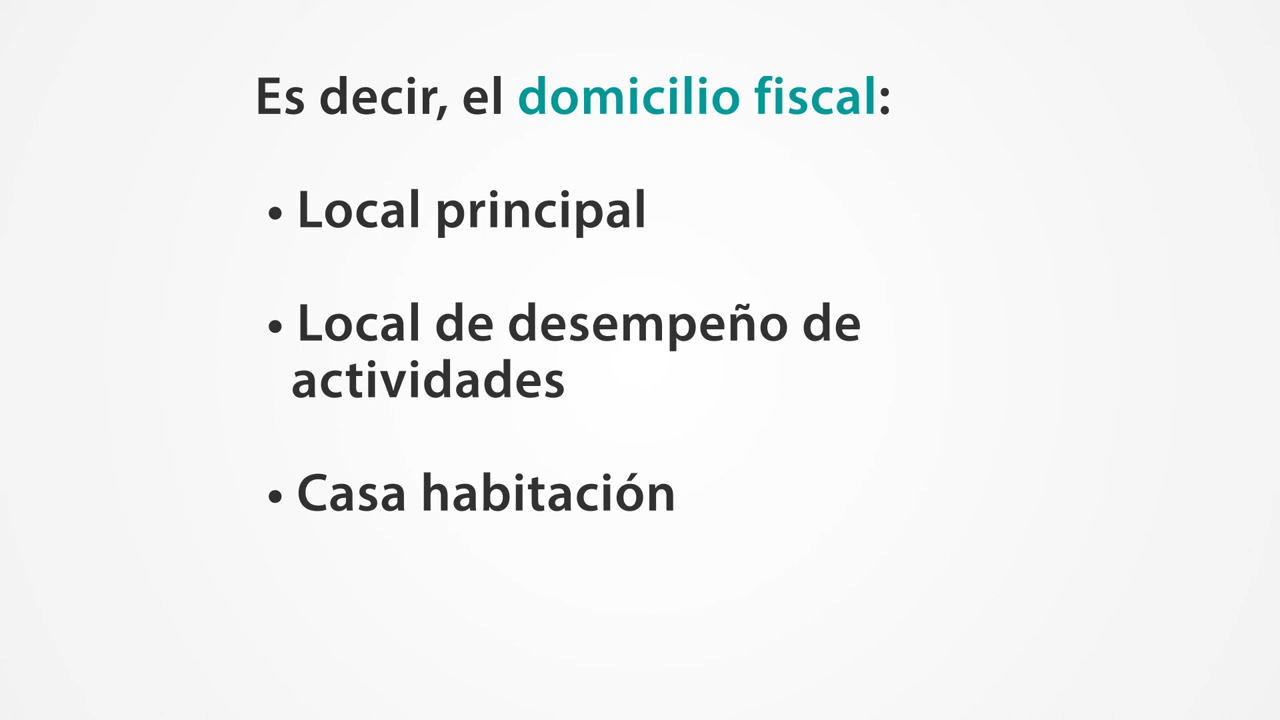 Es decir, el domicilio fiscal:
• Local principal
• Local de desempeño de
actividades
• Casa habitación